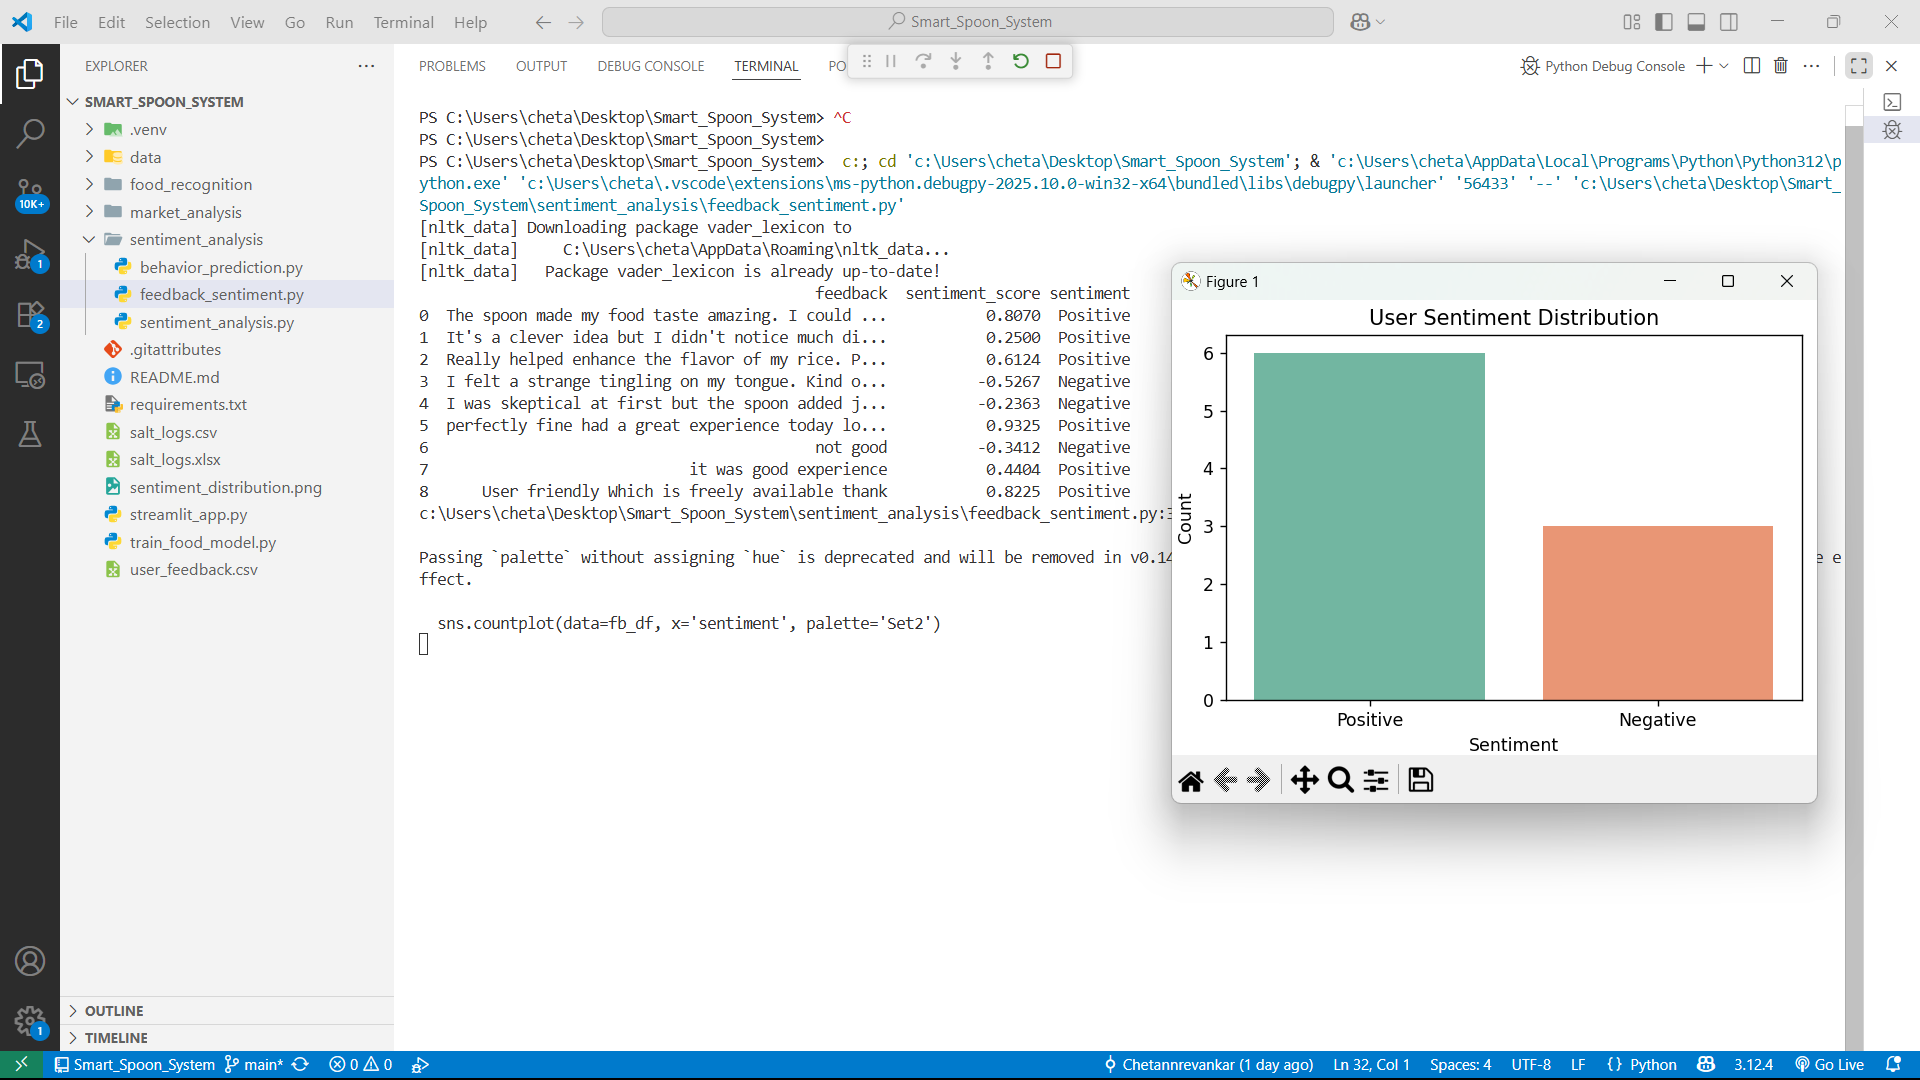 File Edit Selection View Go Run Terminal Help
Smart_Spoon_System
EXPLORER
SMART_SPOON_SYSTEM
.venv
data
food_recognition
market_analysis
sentiment_analysis
behavior_prediction.py
feedback_sentiment.py
sentiment_analysis.py
.gitattributes
README.md
requirements.txt
salt_logs.csv
salt_logs.xlsx
sentiment_distribution.png
streamlit_app.py
train_food_model.py
user_feedback.csv
OUTLINE
TIMELINE
10K+
1
2
1
PROBLEMS OUTPUT DEBUG CONSOLE TERMINAL PO
Python Debug Console
PS C:\Users\cheta\Desktop\Smart_Spoon_System> ^C
PS C:\Users\cheta\Desktop\Smart_Spoon_System>
PS C:\Users\cheta\Desktop\Smart_Spoon_System>  c:; cd 'c:\Users\cheta\Desktop\Smart_Spoon_System'; & 'c:\Users\cheta\AppData\Local\Programs\Python\Python312\p
ython.exe' 'c:\Users\cheta\.vscode\extensions\ms-python.debugpy-2025.10.0-win32-x64\bundled\libs\debugpy\launcher' '56433' '--' 'c:\Users\cheta\Desktop\Smart_
Spoon_System\sentiment_analysis\feedback_sentiment.py'
[nltk_data] Downloading package vader_lexicon to
[nltk_data]     C:\Users\cheta\AppData\Roaming\nltk_data...
[nltk_data]   Package vader_lexicon is already up-to-date!
feedback  sentiment_score sentiment
0  The spoon made my food taste amazing. I could ...  0.8070  Positive
1  It's a clever idea but I didn't notice much di...  0.2500  Positive
2  Really helped enhance the flavor of my rice. P...  0.6124  Positive
3  I felt a strange tingling on my tongue. Kind o...  -0.5267  Negative
4  I was skeptical at first but the spoon added j...  -0.2363  Negative
5  perfectly fine had a great experience today lo...  0.9325  Positive
6  not good  -0.3412  Negative
7  it was good experience  0.4404  Positive
8  User friendly Which is freely available thank  0.8225  Positive
c:\Users\cheta\Desktop\Smart_Spoon_System\sentiment_analysis\feedback_sentiment.py:3
Passing `palette` without assigning `hue` is deprecated and will be removed in v0.14 e e
ffect.
sns.countplot(data=fb_df, x='sentiment', palette='Set2')
Figure 1
User Sentiment Distribution
6
5
4
3
2
1
0
Count
Positive Negative
Sentiment
Smart_Spoon_System main* 0 0 Chetannrevankar (1 day ago) Ln 32, Col 1 Spaces: 4 UTF-8 LF {} Python 3.12.4 Go Live